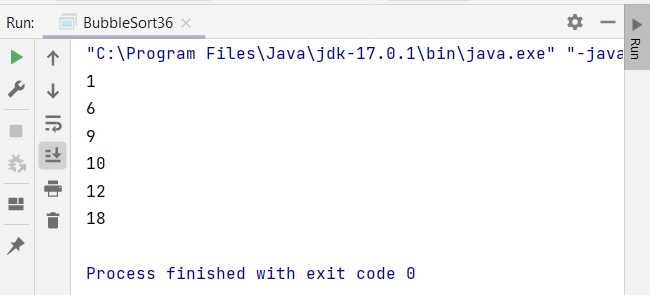 Run: BubbleSort36
Run
"C:\Program Files\Java\jdk-17.0.1\bin\java.exe" "-java
1
6
9
10
12
18
Process finished with exit code 0